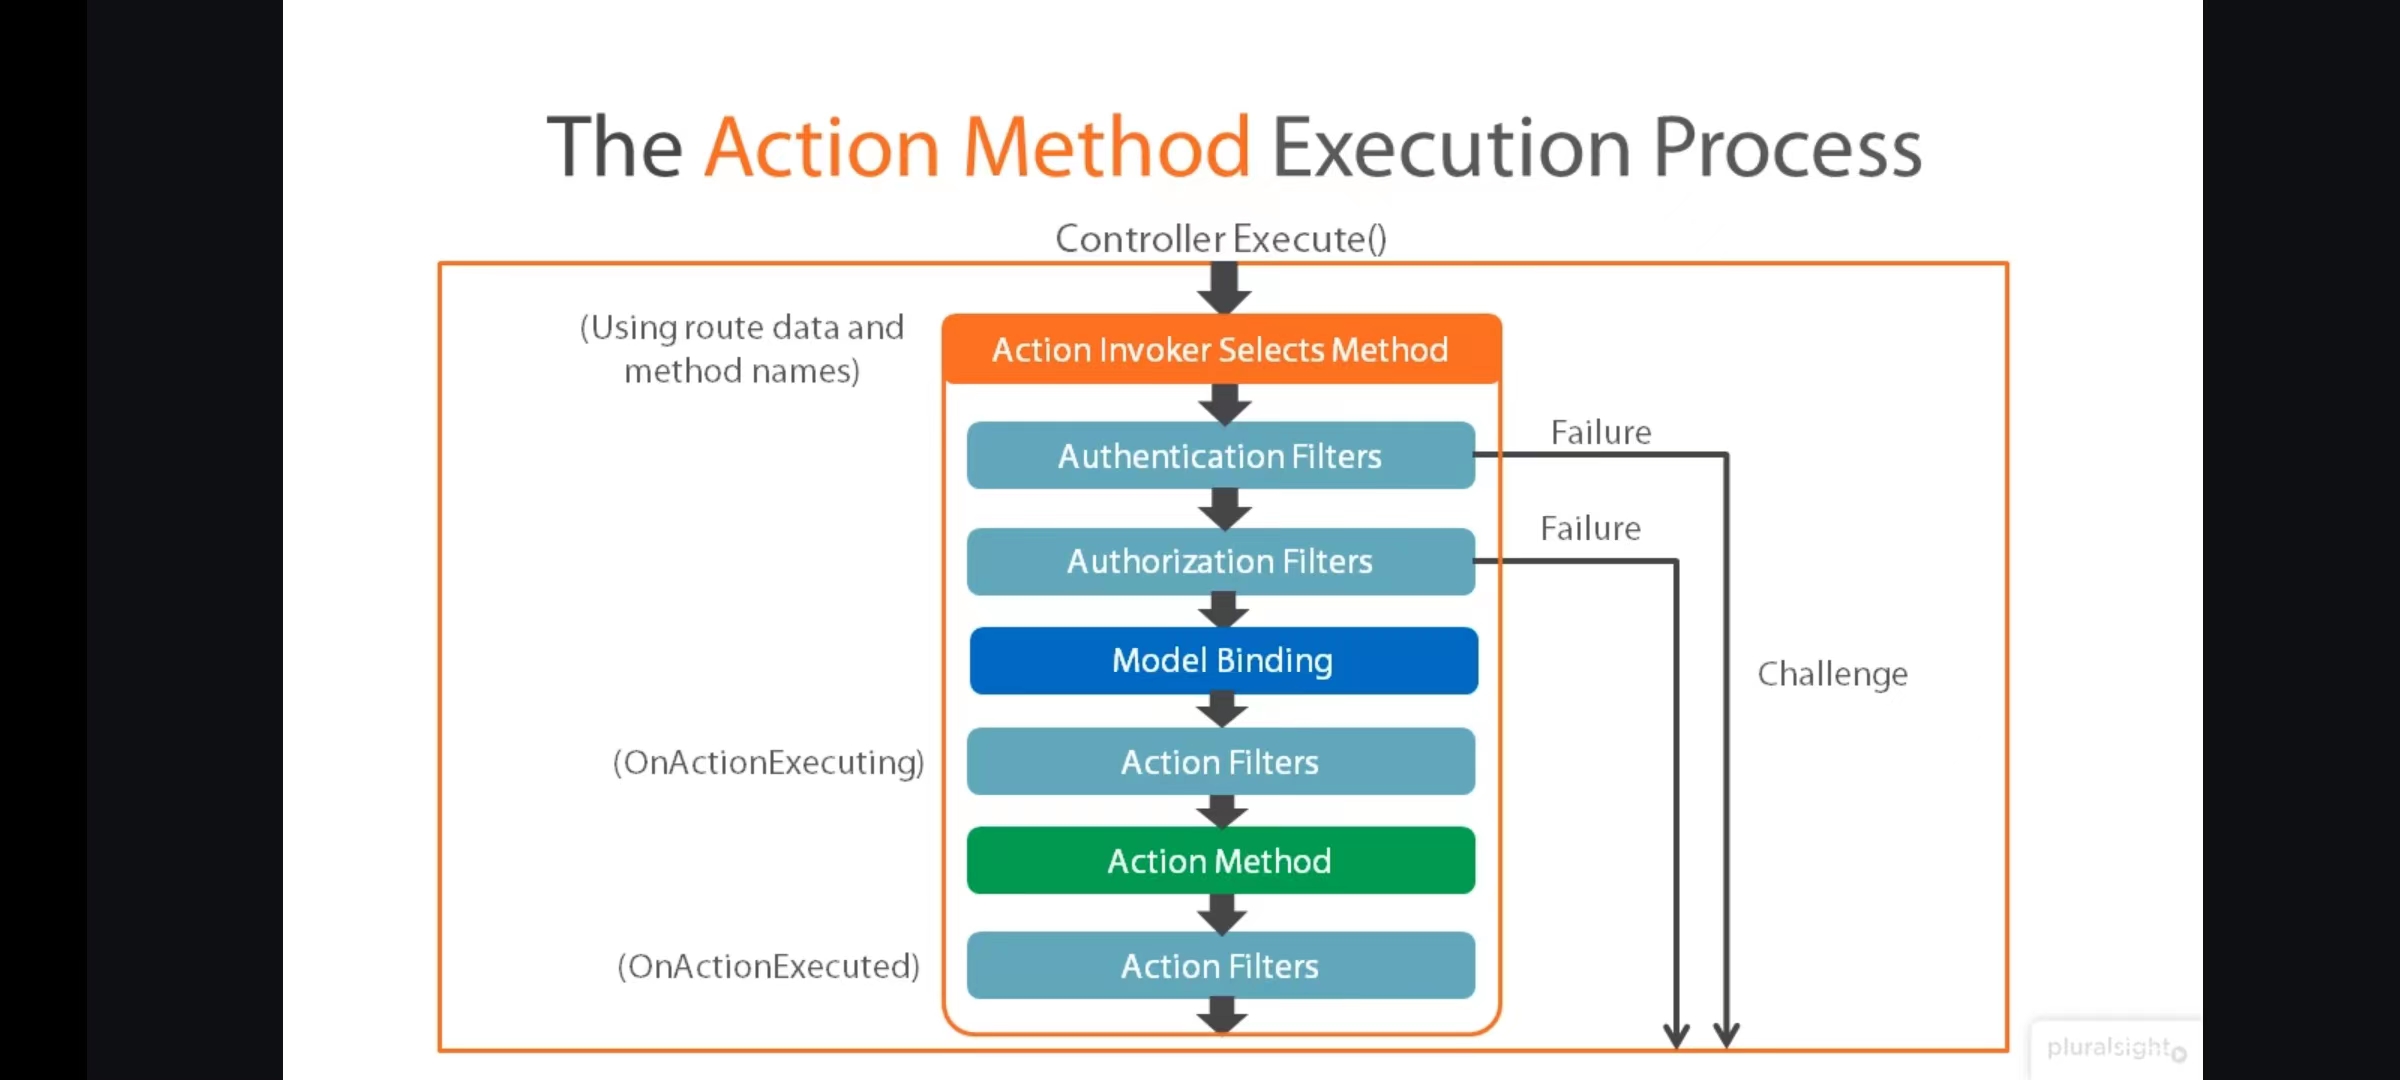 The Action Method Execution Process
Controller Execute()
(Using route data and
method names)
Action Invoker Selects Method
Failure
Authentication Filters
Failure
Authorization Filters
Model Binding
Challenge
(OnActionExecuting)
Action Filters
Action Method
(OnActionExecuted)
Action Filters
pluralsight